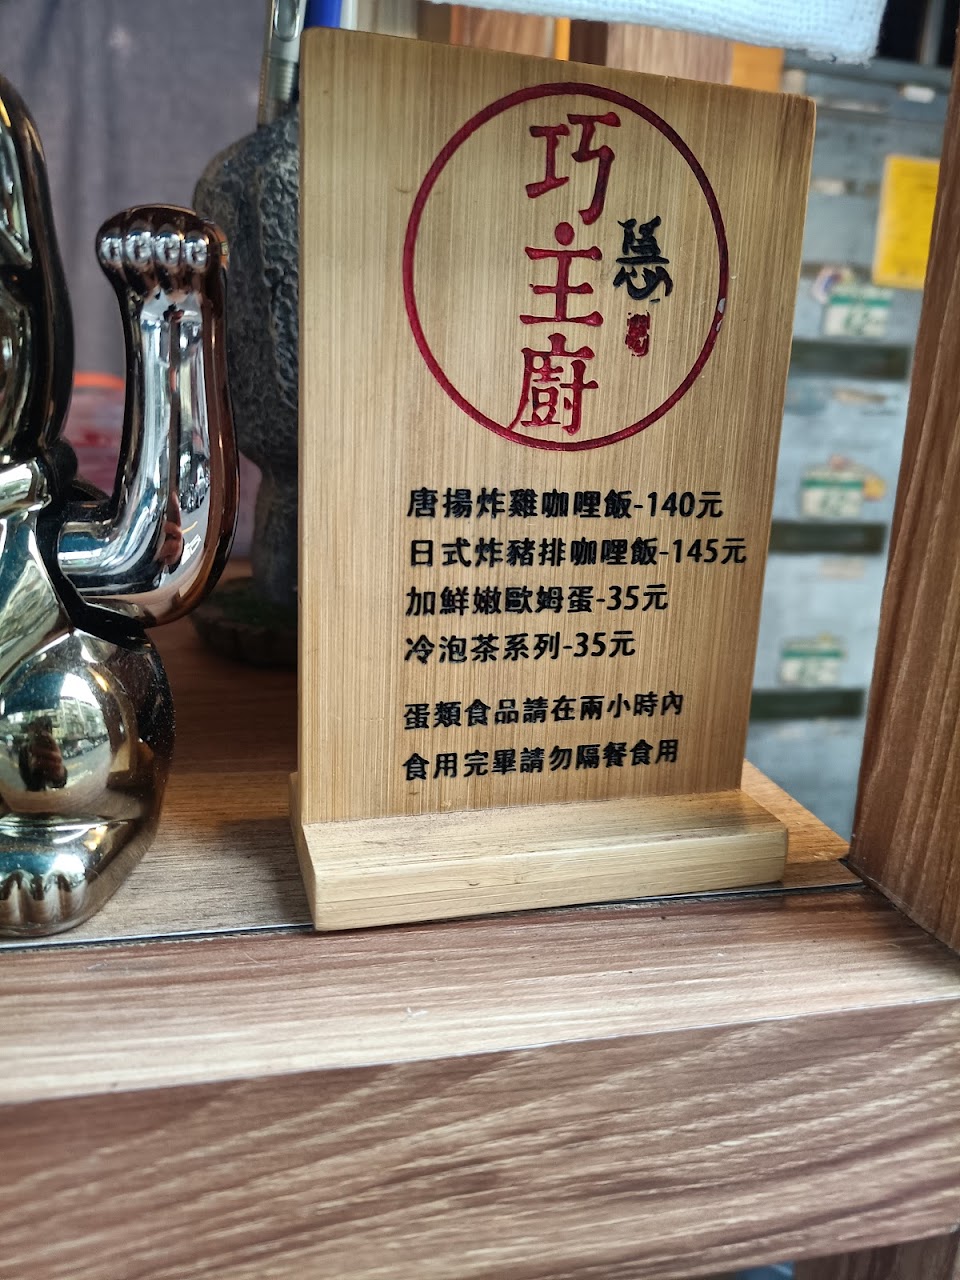 巧主廚
隱
唐揚炸雞咖哩飯-140元
日式炸豬排咖哩飯-145元
加鮮嫩歐姆蛋-35元
冷泡茶系列-35元
蛋類食品請在兩小時內
食用完畢請勿隔餐食用